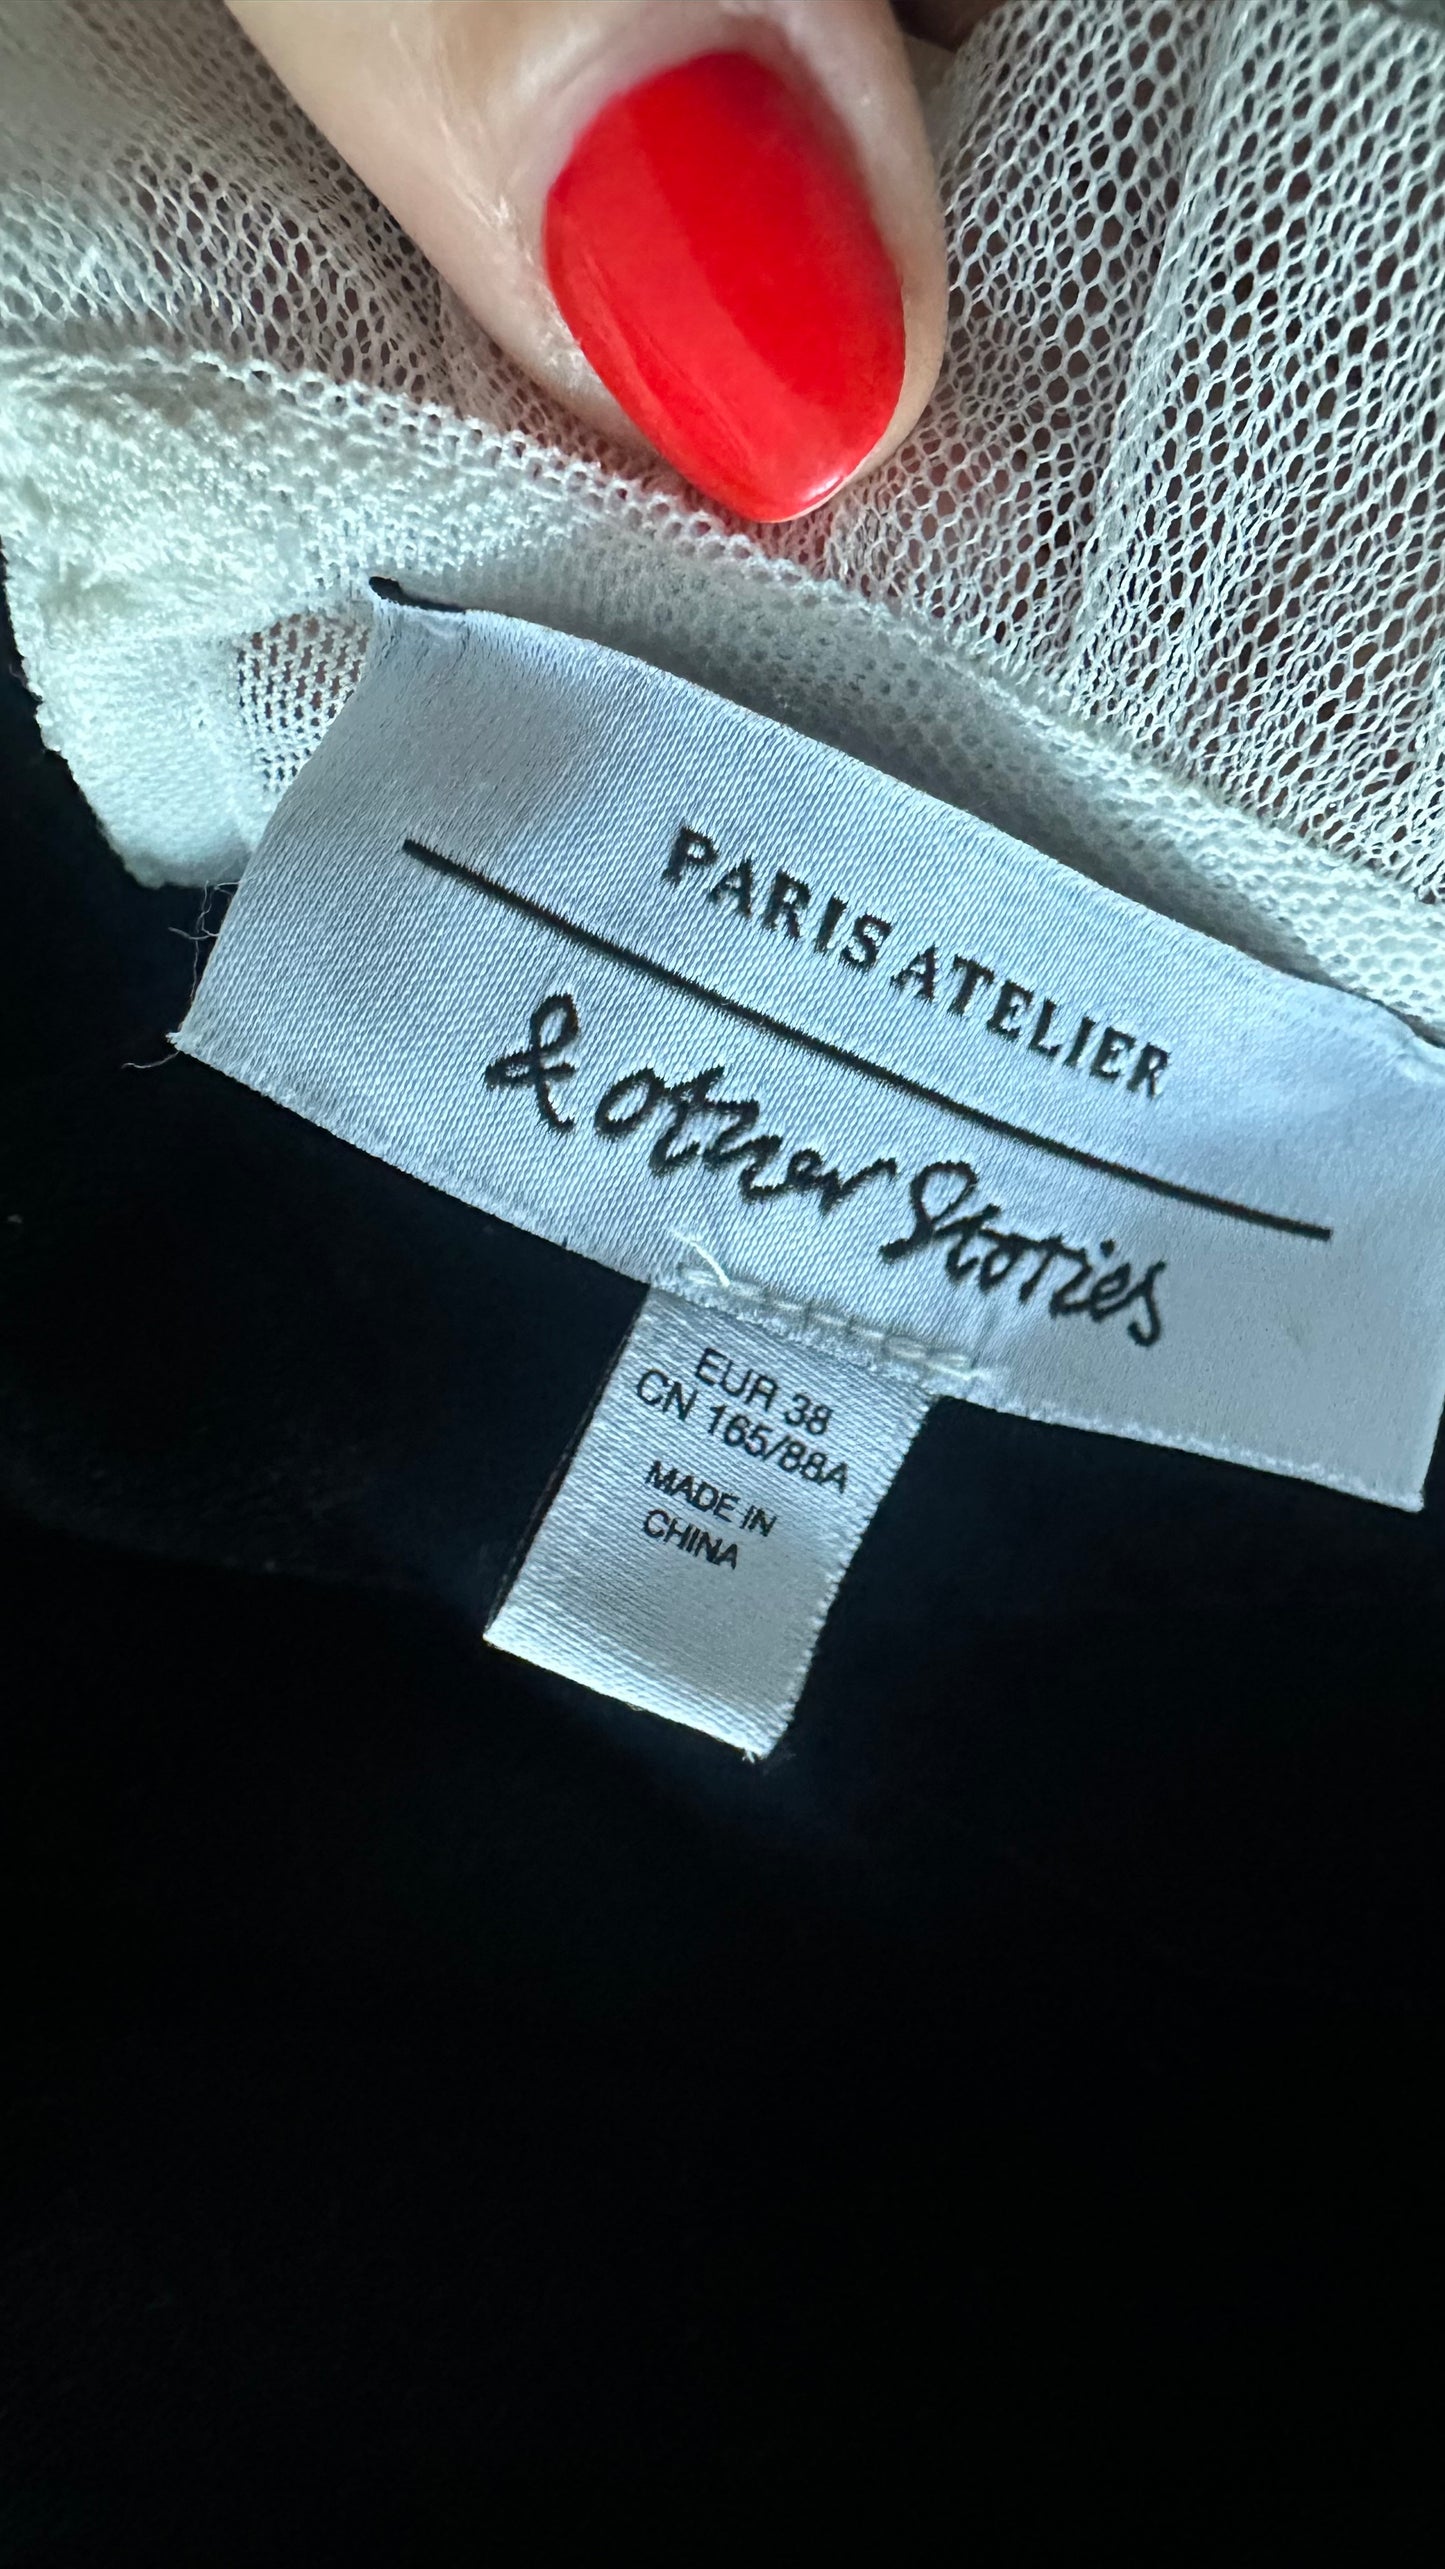 PARIS ATELIER
& other Stories
EUR 38
CN 165/88A
MADE IN
CHINA